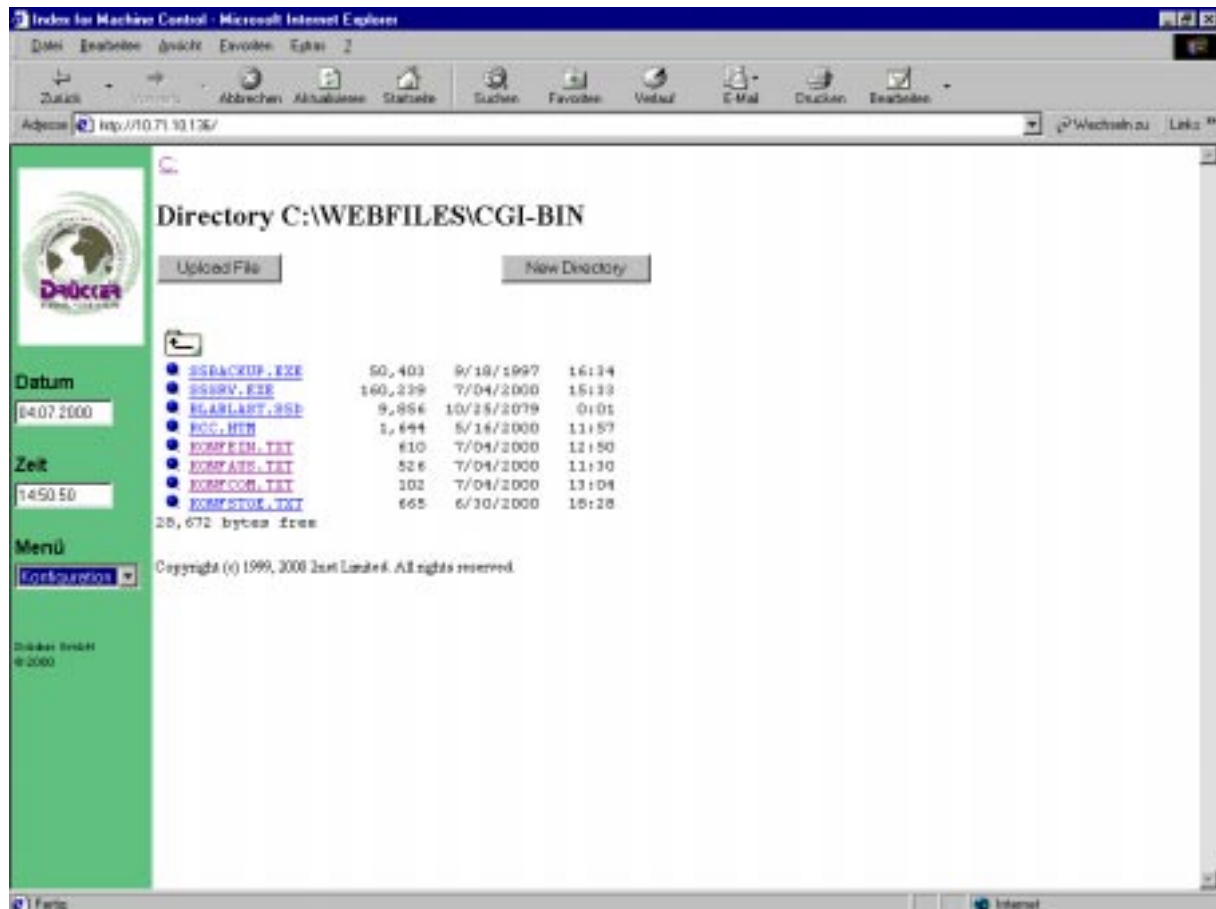 Index for Machine Control - Microsoft Internet Explorer
Datei Bearbeiten Ansicht Favoriten Extras ?
Zurück Vorwärts Abbrechen Aktualisieren Startseite Suchen Favoriten Verlauf E-Mail Drucken Bearbeiten
Adresse http://10.71.10.136/ Wechseln zu Links »
C:
Directory C:\WEBFILES\CGI-BIN
Upload File New Directory
DRÜCKER
SSBACKUP.EXE 50,403 9/18/1997 16:34
SSSRV.EXE 160,239 7/04/2000 15:33
BLABLAST.SSD 9,856 10/25/2079 0:01
RCC.HTM 1,644 5/16/2000 11:57
KONFEIN.TXT 610 7/04/2000 12:50
KONFAUS.TXT 526 7/04/2000 11:30
KONFCOM.TXT 102 7/04/2000 13:04
KONFSTOE.TXT 665 6/30/2000 18:28
28,672 bytes free
Copyright (c) 1999, 2000 2net Limited. All rights reserved.
Datum
04.07.2000
Zeit
14:50:50
Menü
Konfiguration
Drücker GmbH
© 2000
Fertig Internet